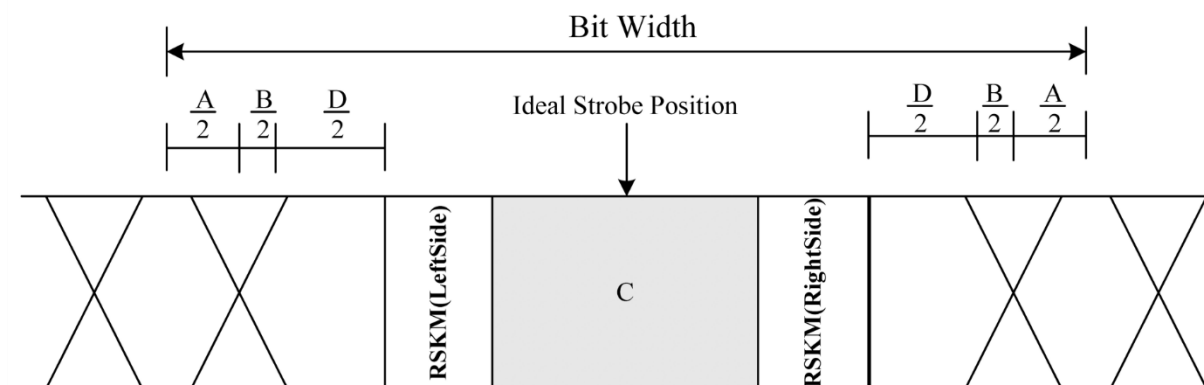 Bit Width
A
2
B
2
D
2
Ideal Strobe Position
D
2
B
2
A
2
RSKM(LeftSide)
C
RSKM(RightSide)